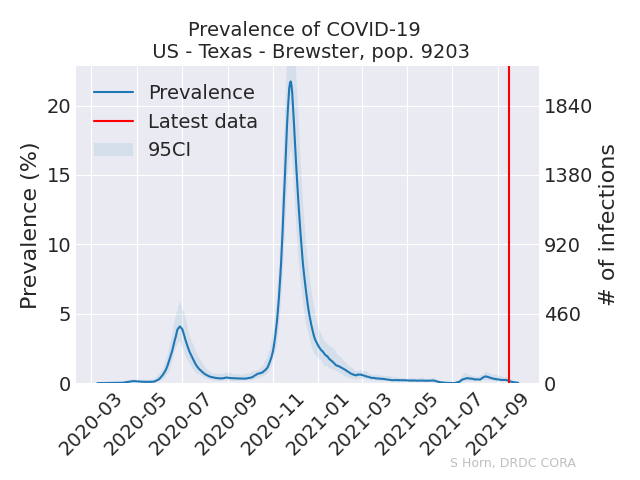 Prevalence of COVID-19
US - Texas - Brewster, pop. 9203
Prevalence
Latest data
95CI
Prevalence (%)
20
15
10
5
0
1840
1380
920
460
0
# of infections
2020-03
2020-05
2020-07
2020-09
2020-11
2021-01
2021-03
2021-05
2021-07
2021-09
S Horn, DRDC CORA